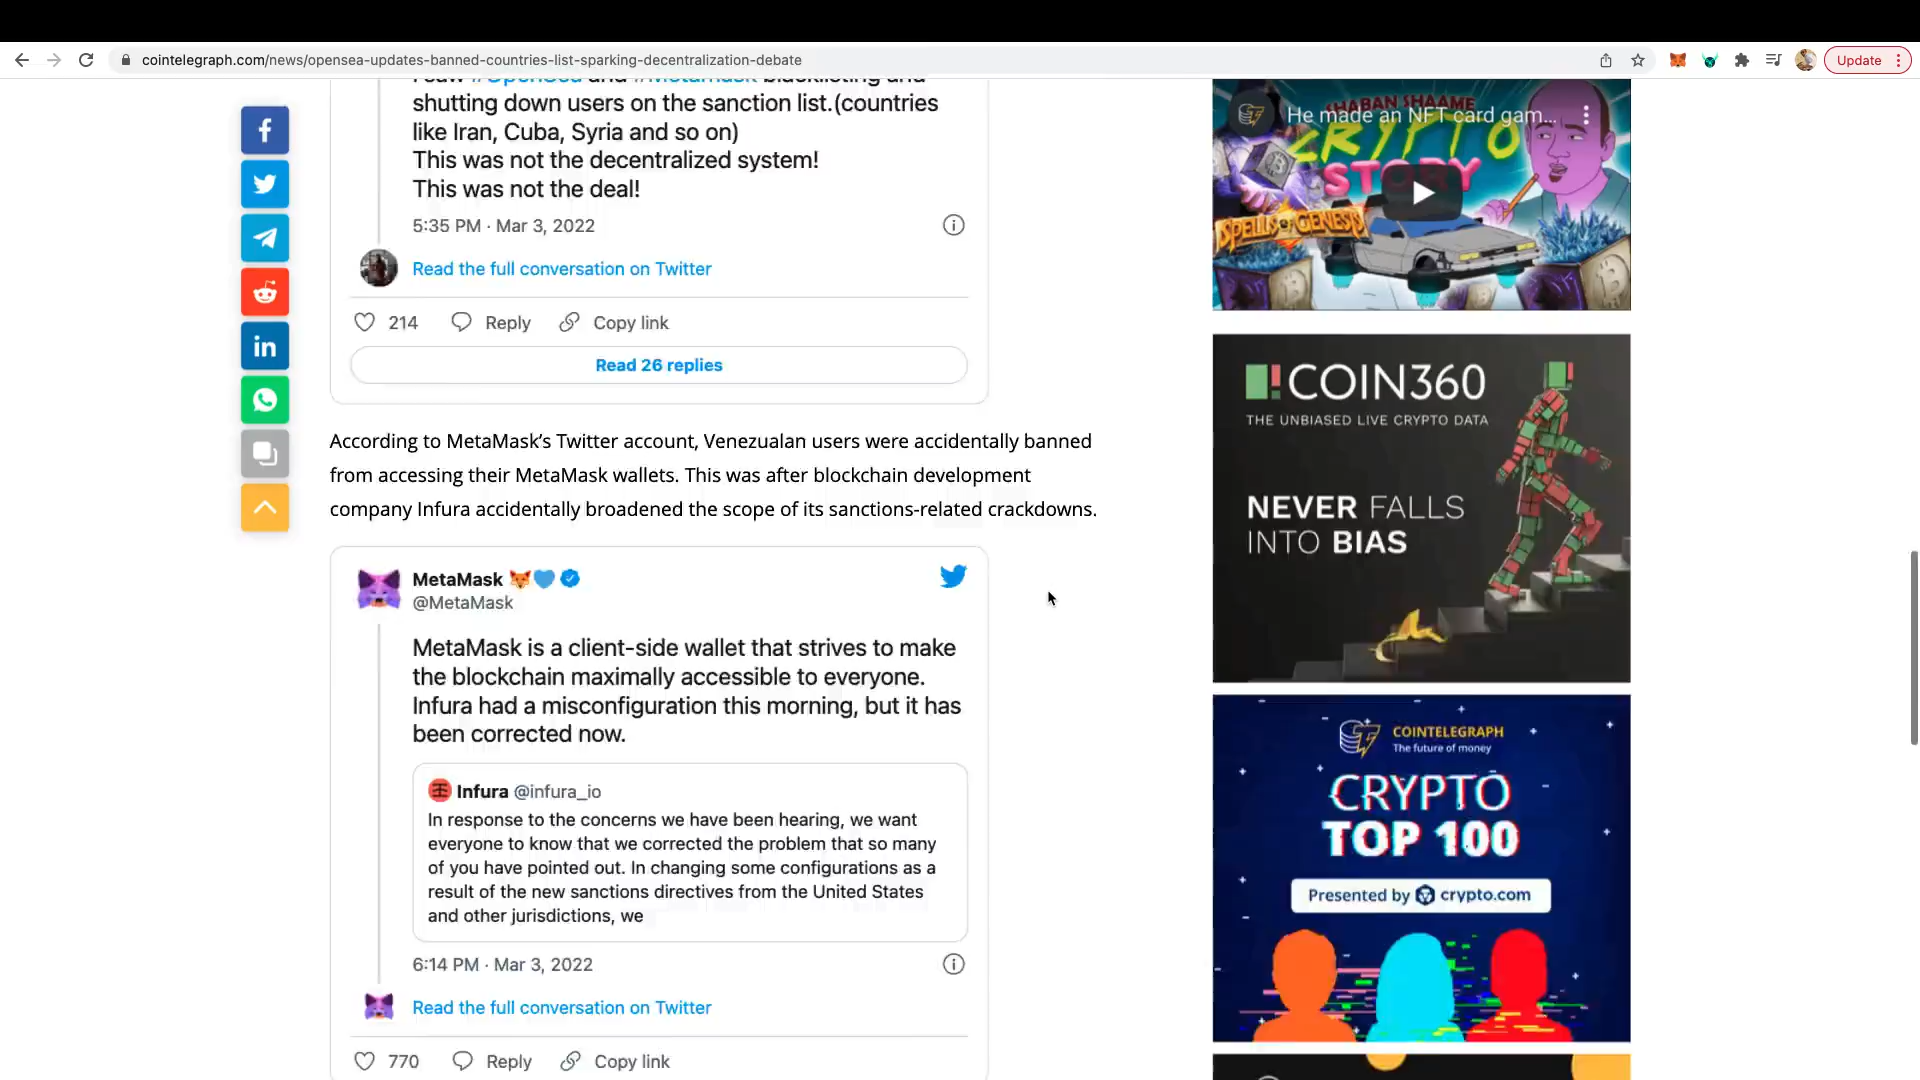 cointelegraph.com/news/opensea-updates-banned-countries-list-sparking-decentralization-debate
Update
shutting down users on the sanction list.(countries
like Iran, Cuba, Syria and so on)
This was not the decentralized system!
This was not the deal!
5:35 PM · Mar 3, 2022
Read the full conversation on Twitter
214 Reply Copy link
Read 26 replies
According to MetaMask’s Twitter account, Venezualan users were accidentally banned
from accessing their MetaMask wallets. This was after blockchain development
company Infura accidentally broadened the scope of its sanctions-related crackdowns.
MetaMask
@MetaMask
MetaMask is a client-side wallet that strives to make
the blockchain maximally accessible to everyone.
Infura had a misconfiguration this morning, but it has
been corrected now.
Infura @infura_io
In response to the concerns we have been hearing, we want
everyone to know that we corrected the problem that so many
of you have pointed out. In changing some configurations as a
result of the new sanctions directives from the United States
and other jurisdictions, we
6:14 PM · Mar 3, 2022
Read the full conversation on Twitter
770 Reply Copy link
SHABAN SHAAME
He made an NFT card gam...
CRYPTO
STORY
SPELLS OF GENESIS
COIN360
THE UNBIASED LIVE CRYPTO DATA
NEVER FALLS
INTO BIAS
COINTELEGRAPH
The future of money
CRYPTO
TOP 100
Presented by crypto.com